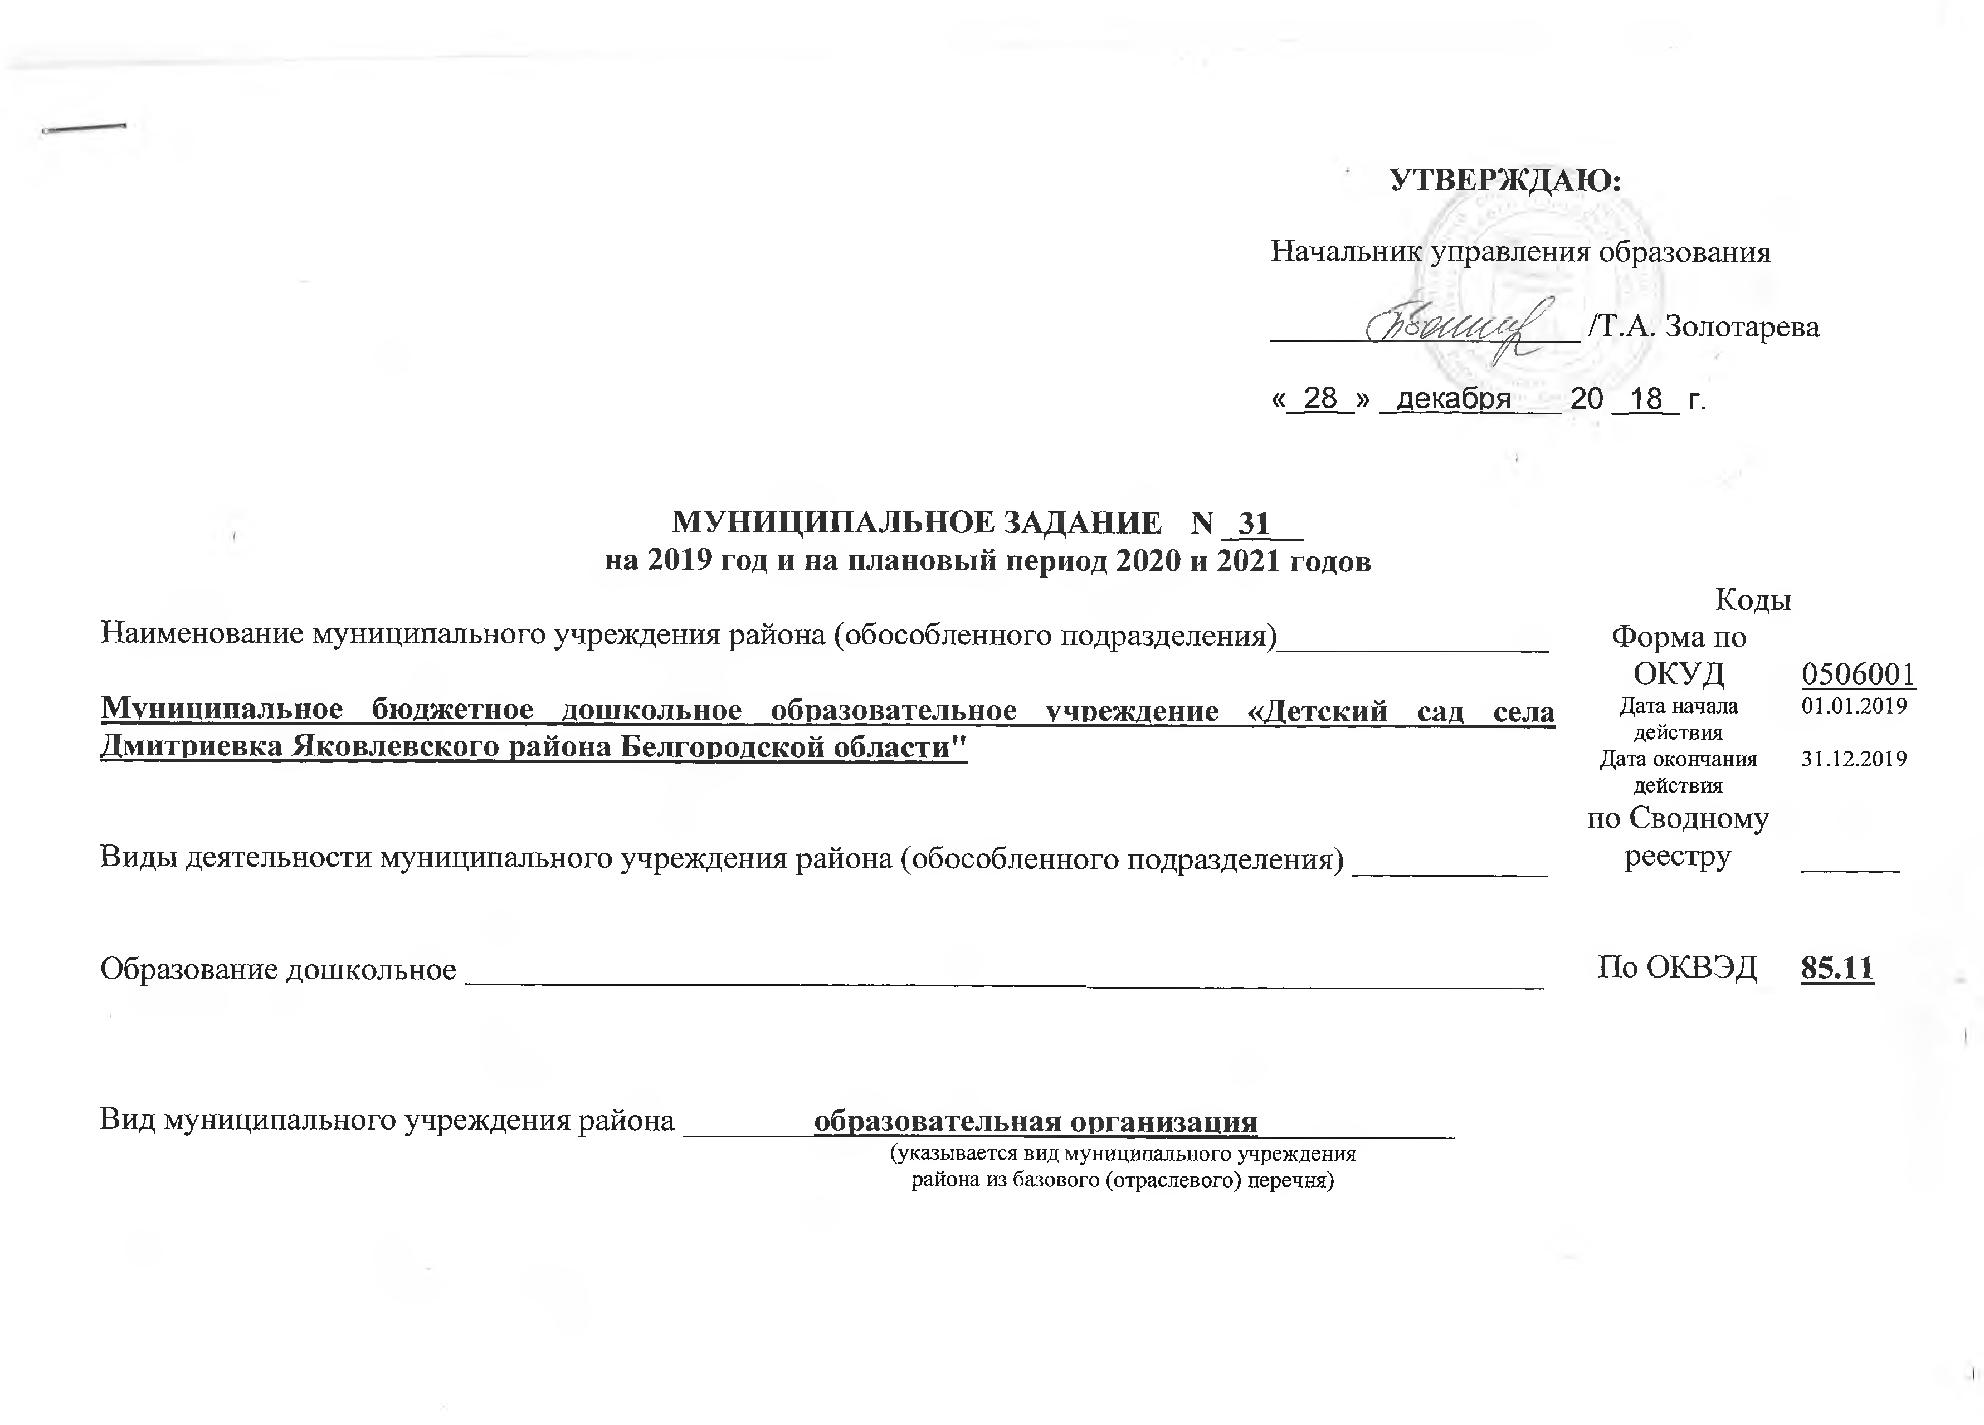 УТВЕРЖДАЮ:
Начальник управления образования
/Т.А. Золотарева
« 28 » декабря 20 18 г.
МУНИЦИПАЛЬНОЕ ЗАДАНИЕ N 31
на 2019 год и на плановый период 2020 и 2021 годов
Коды
Наименование муниципального учреждения района (обособленного подразделения)
Форма по
ОКУД 0506001
Муниципальное бюджетное дошкольное образовательное учреждение «Детский сад села
Дмитриевка Яковлевского района Белгородской области"
Дата начала 01.01.2019
действия
Дата окончания 31.12.2019
действия
по Сводному
Виды деятельности муниципального учреждения района (обособленного подразделения)
реестру
Образование дошкольное
По ОКВЭД 85.11
Вид муниципального учреждения района образовательная организация
(указывается вид муниципального учреждения
района из базового (отраслевого) перечня)